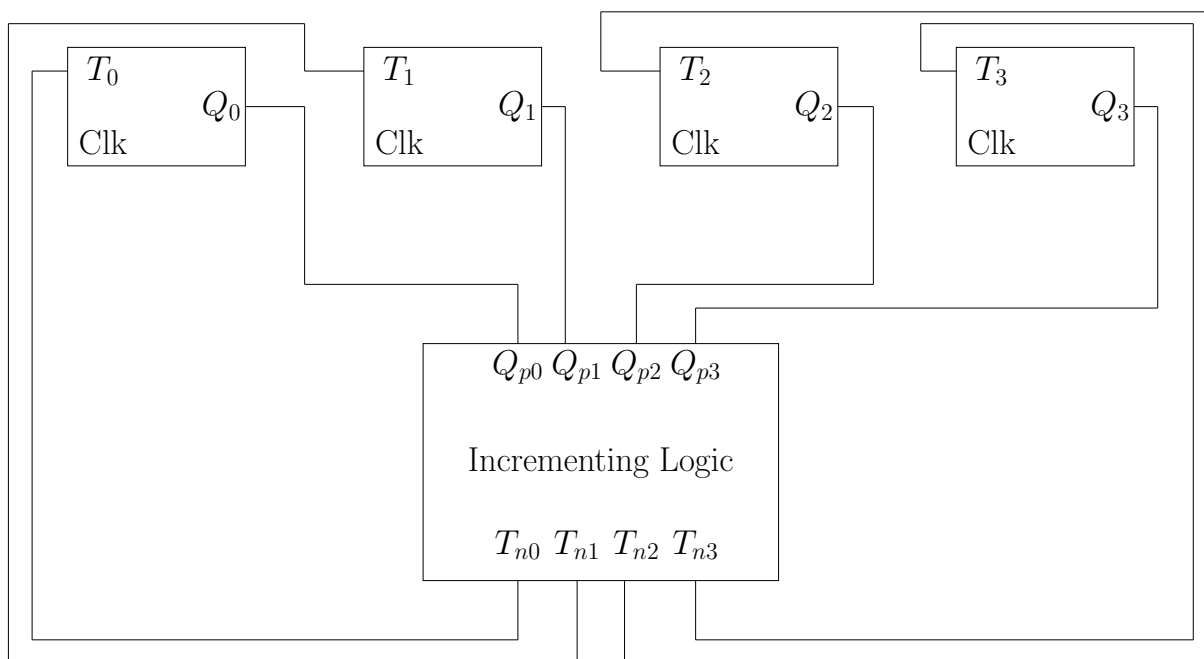 T₀ T₁ T₂ T₃
Q₀ Q₁ Q₂ Q₃
Clk Clk Clk Clk
Qₚ₀ Qₚ₁ Qₚ₂ Qₚ₃
Incrementing Logic
Tₙ₀ Tₙ₁ Tₙ₂ Tₙ₃